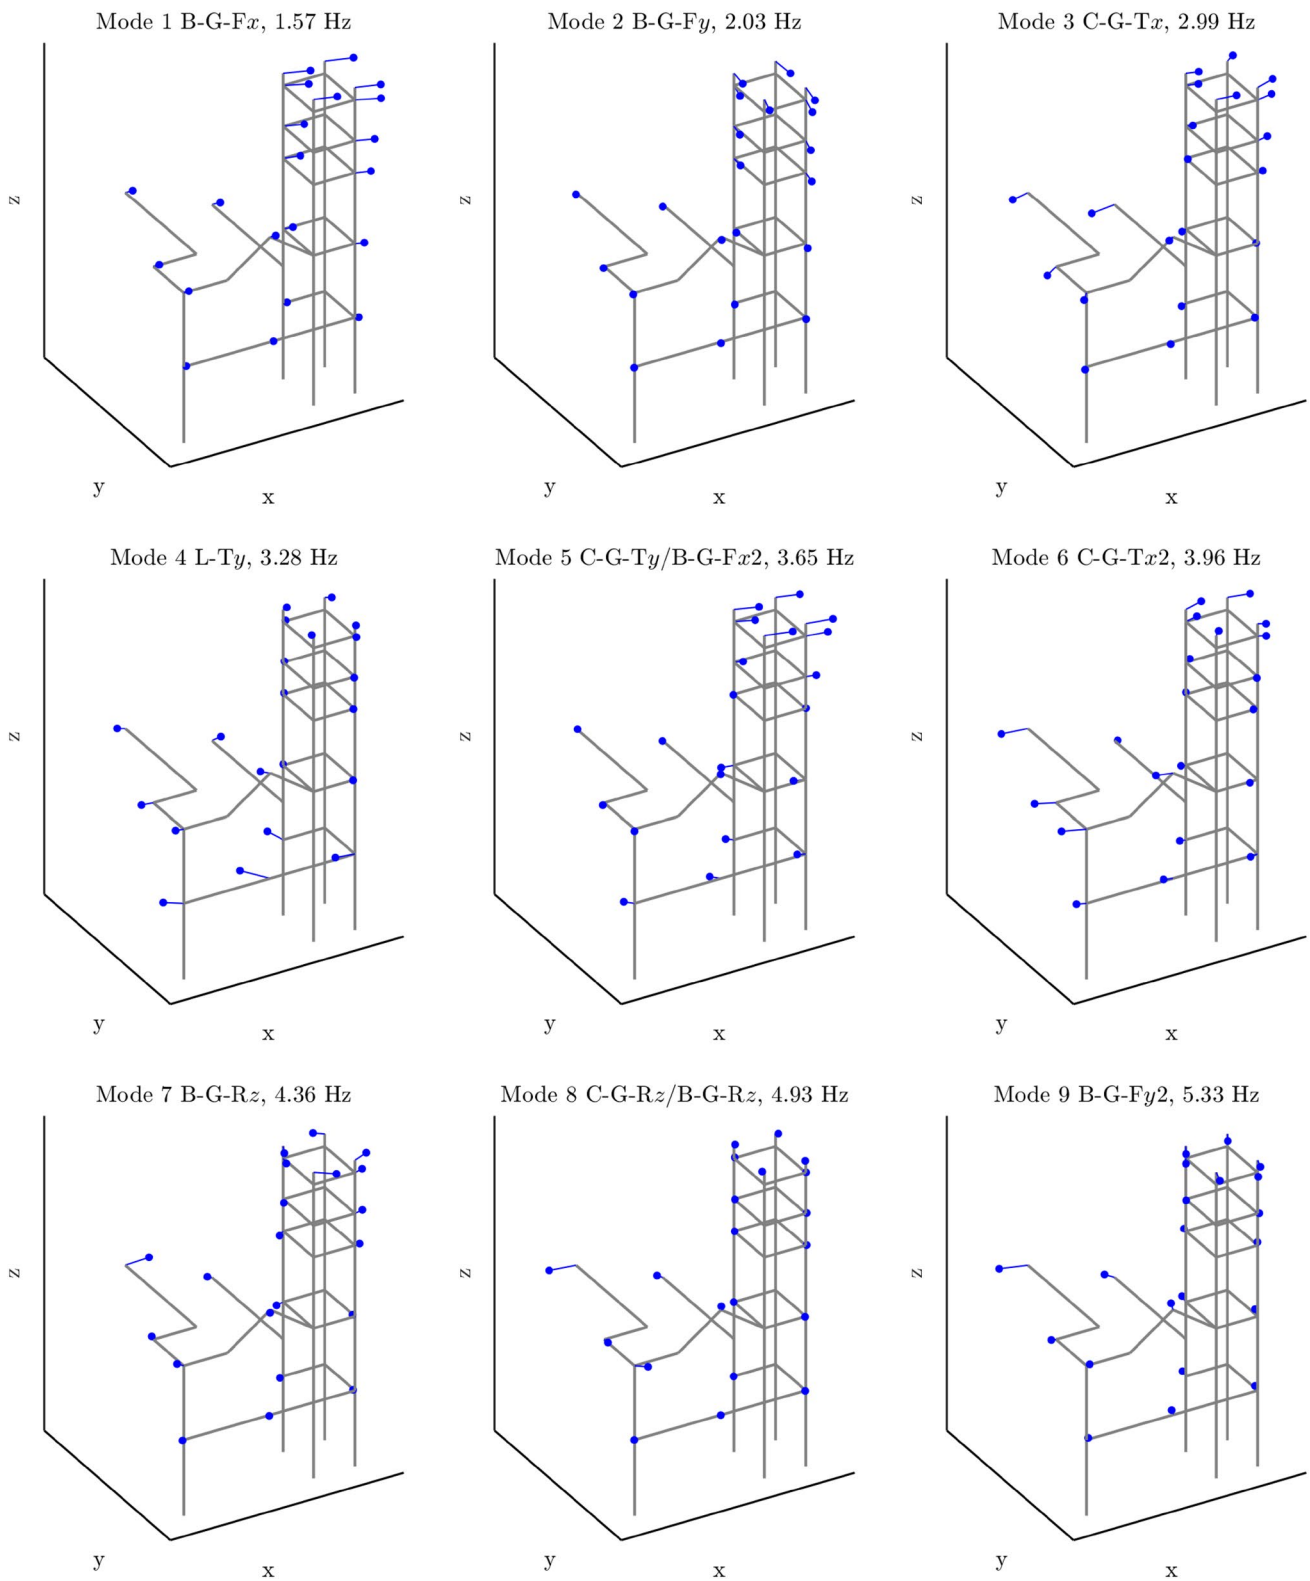 Mode 1 B-G-Fx, 1.57 Hz
Mode 2 B-G-Fy, 2.03 Hz
Mode 3 C-G-Tx, 2.99 Hz
z
z
z
y
x
y
x
y
x
Mode 4 L-Ty, 3.28 Hz
Mode 5 C-G-Ty/B-G-Fx2, 3.65 Hz
Mode 6 C-G-Tx2, 3.96 Hz
z
z
z
y
x
y
x
y
x
Mode 7 B-G-Rz, 4.36 Hz
Mode 8 C-G-Rz/B-G-Rz, 4.93 Hz
Mode 9 B-G-Fy2, 5.33 Hz
z
z
z
y
x
y
x
y
x